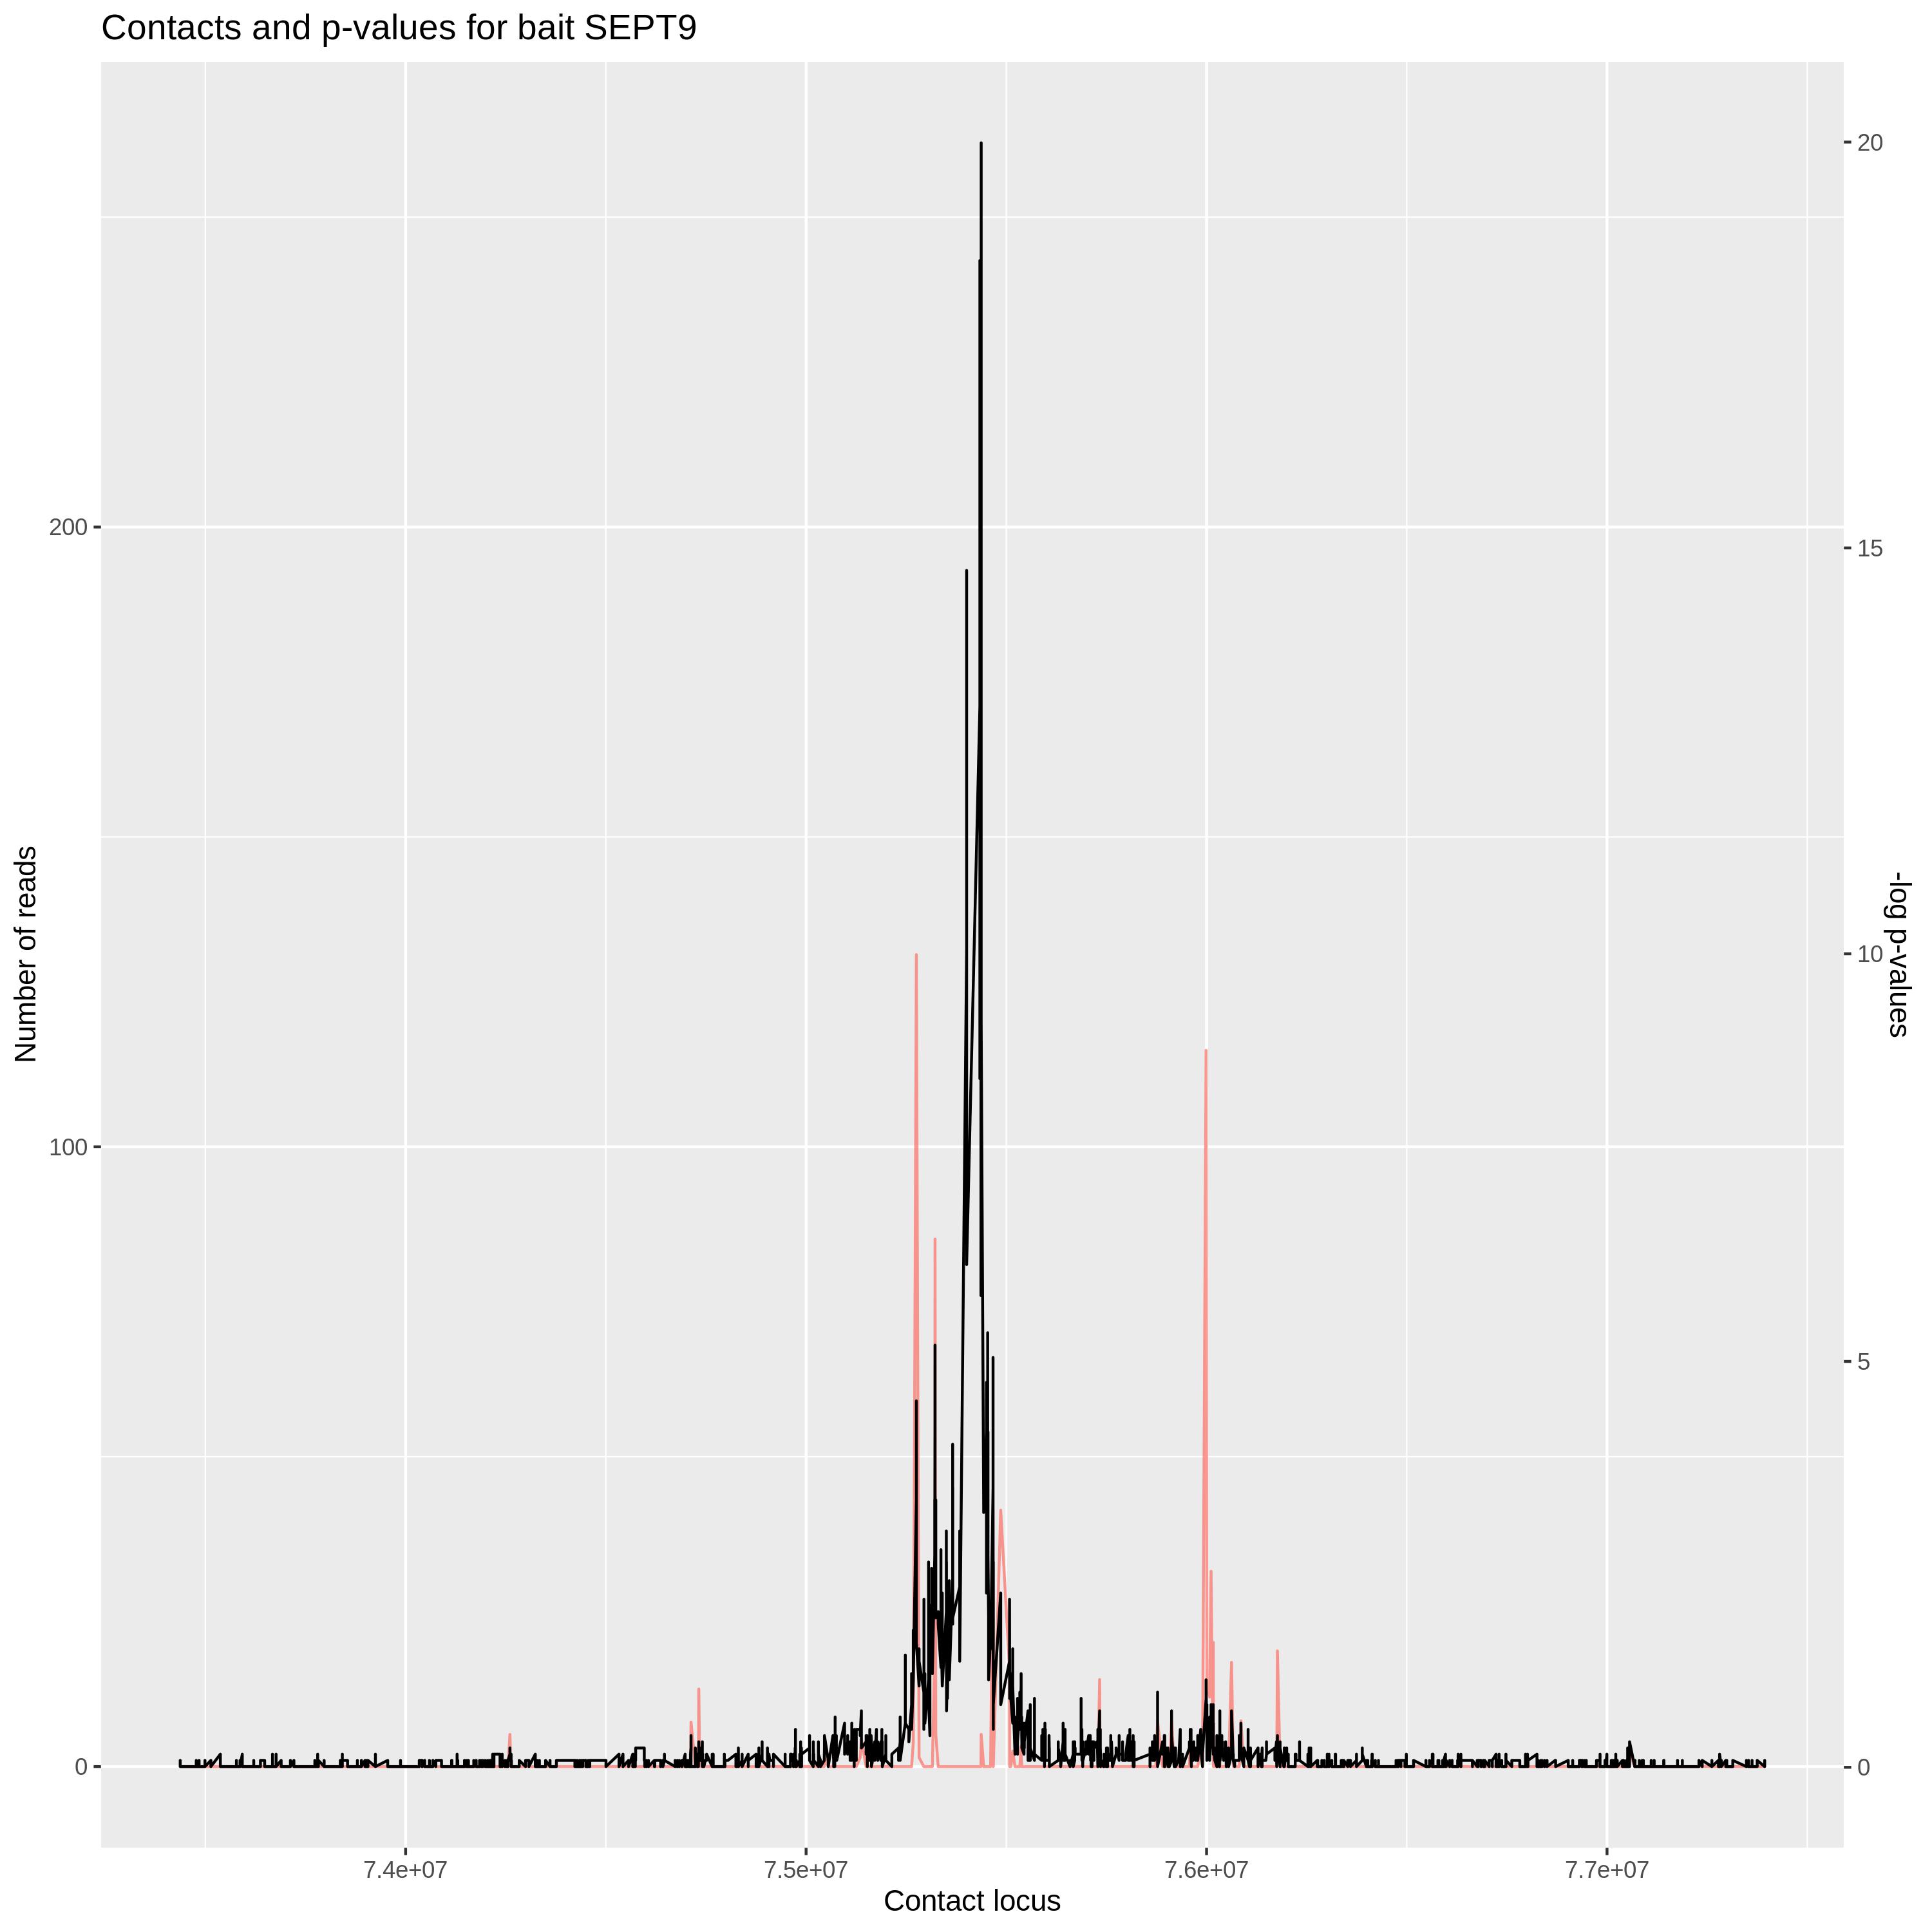 Contacts and p-values for bait SEPT9
20
200
15
10
100
5
0
0
Number of reads
-log p-values
7.4e+07
7.5e+07
7.6e+07
7.7e+07
Contact locus